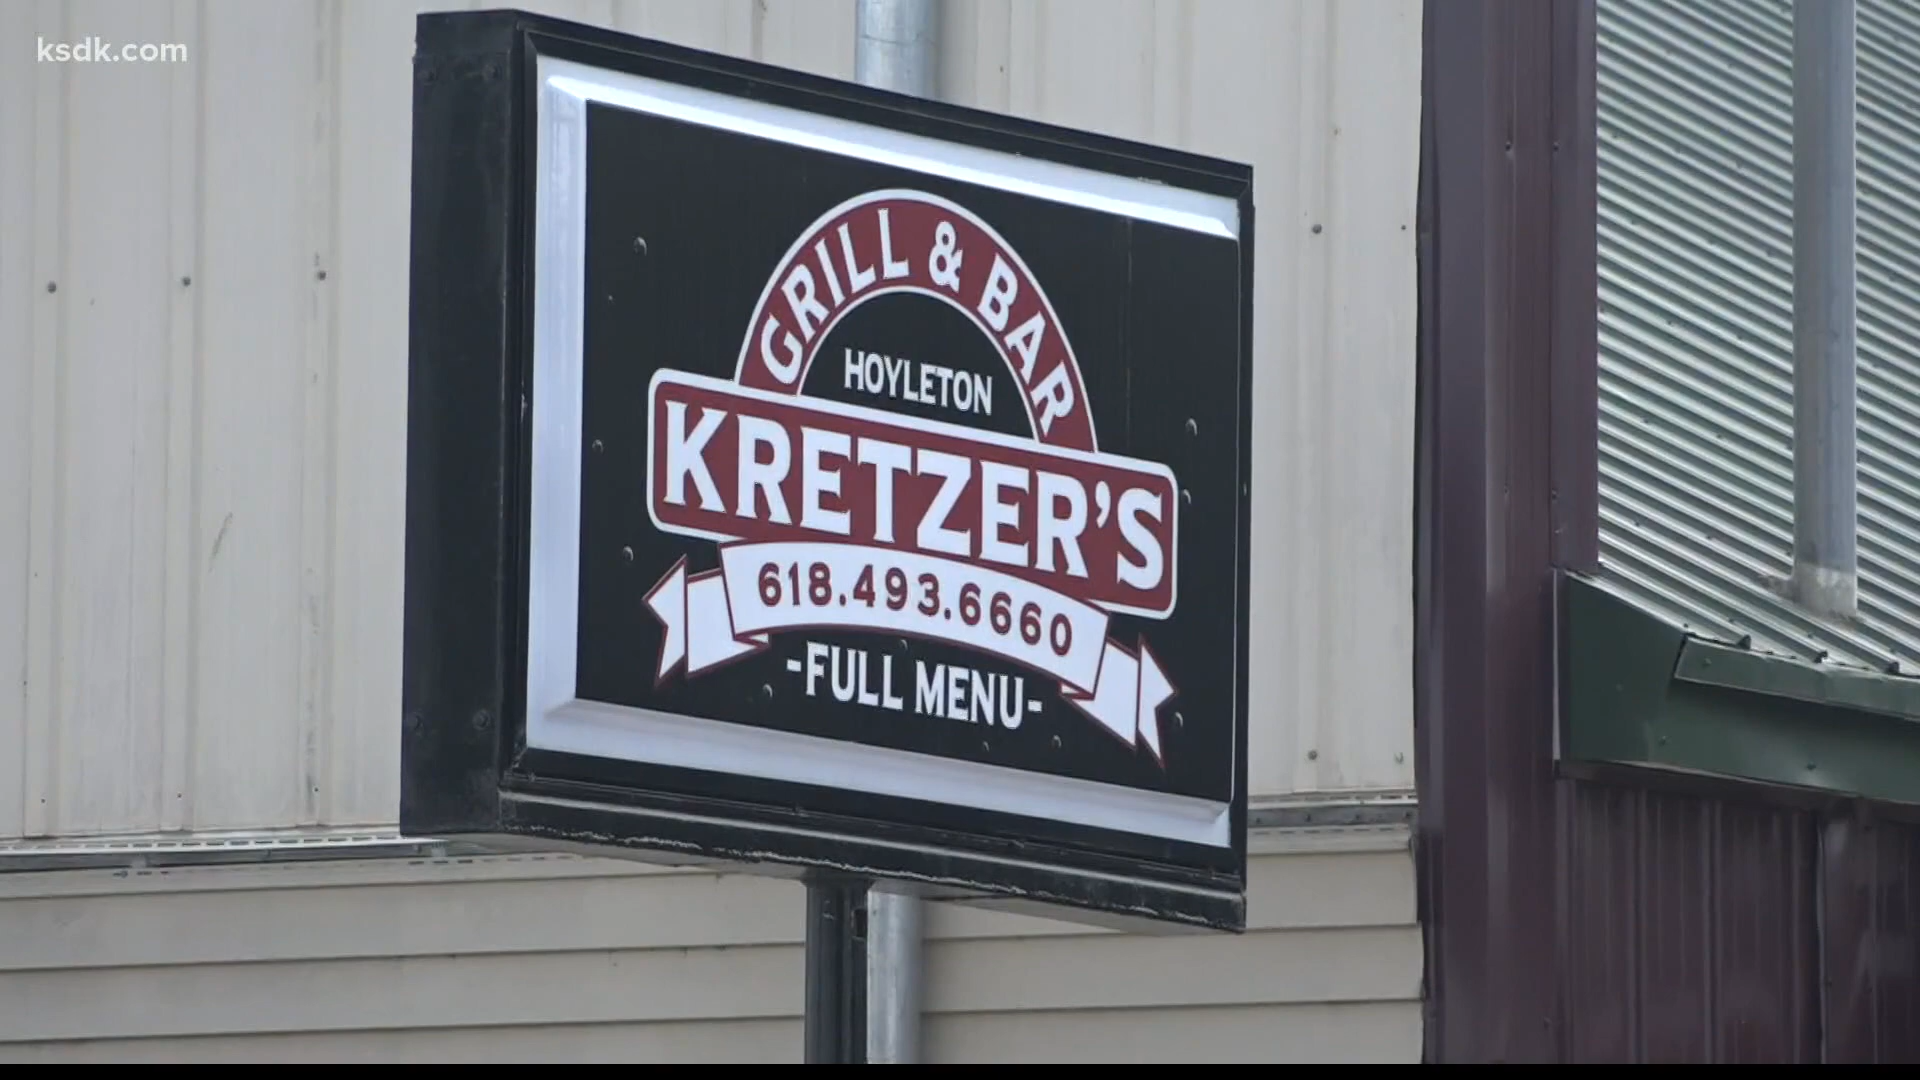 ksdk.com
GRILL & BAR
HOYLETON
KRETZER'S
618.493.6660
-FULL MENU-